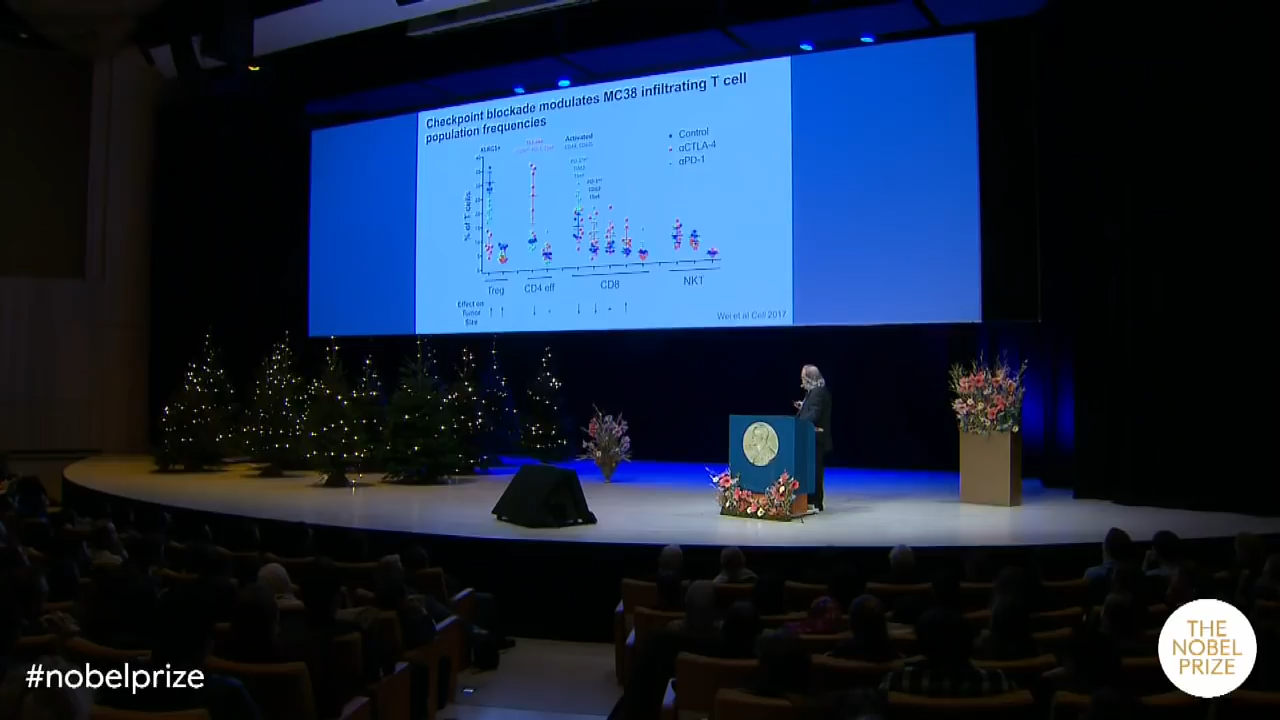 Checkpoint blockade modulates MC38 infiltrating T cell
population frequencies
KLRG1+
Activated
Control
αCTLA-4
αPD-1
% of T cells
Treg
CD4 eff
CD8
NKT
Effect on
Tumor
Size
Wei et al Cell 2017
#nobelprize
THE
NOBEL
PRIZE